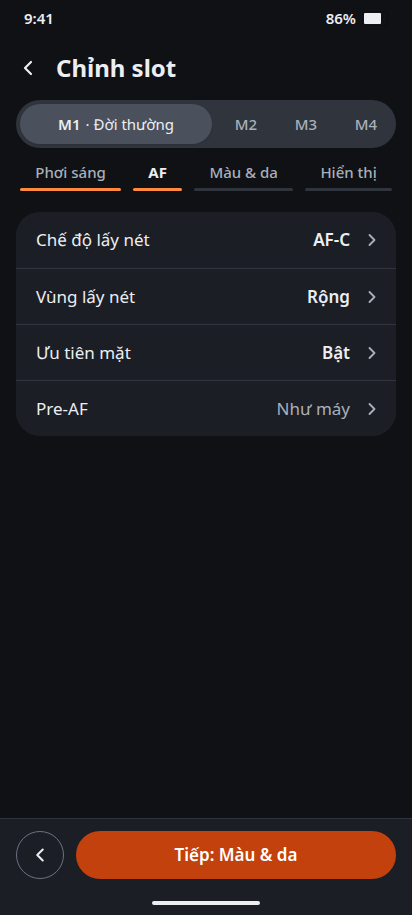 9:41 86%
Chỉnh slot
M1 · Đời thường M2 M3 M4
Phơi sáng AF Màu & da Hiển thị
Chế độ lấy nét AF-C
Vùng lấy nét Rộng
Ưu tiên mặt Bật
Pre-AF Như máy
Tiếp: Màu & da